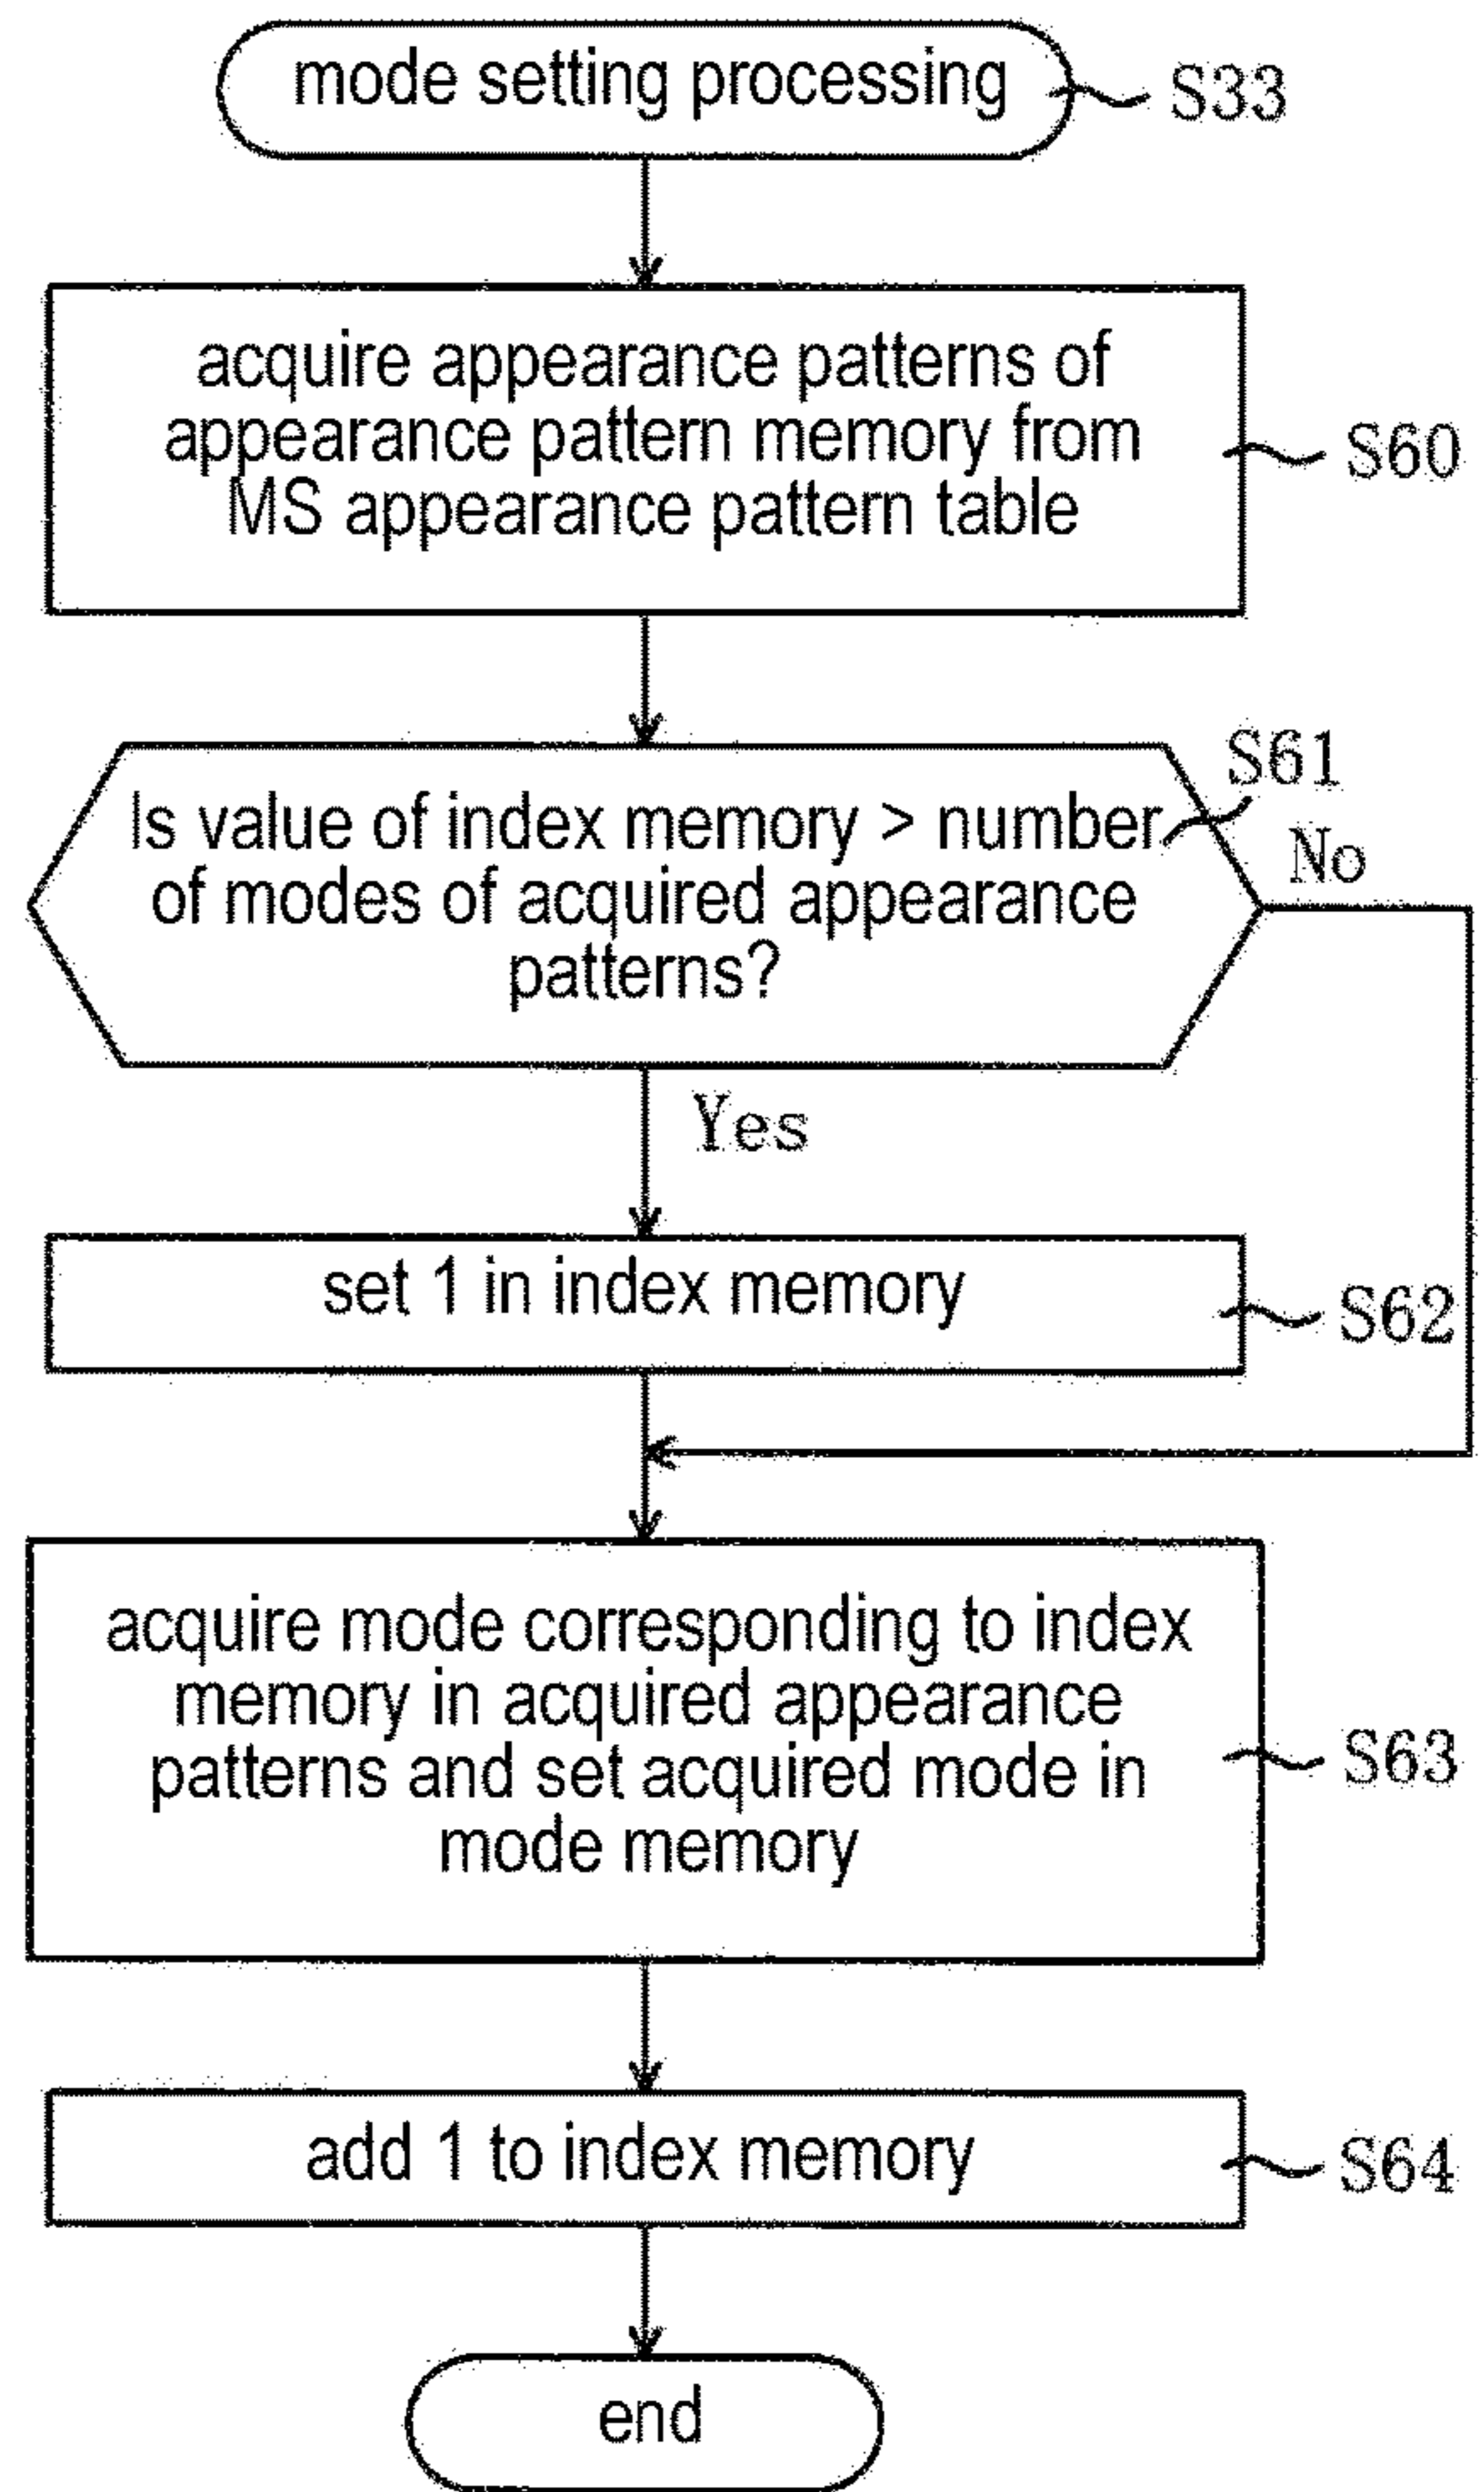 mode setting processing
S33
acquire appearance patterns of
appearance pattern memory from
MS appearance pattern table
S60
Is value of index memory > number
of modes of acquired appearance
patterns?
S61
No
Yes
set 1 in index memory
S62
acquire mode corresponding to index
memory in acquired appearance
patterns and set acquired mode in
mode memory
S63
add 1 to index memory
S64
end